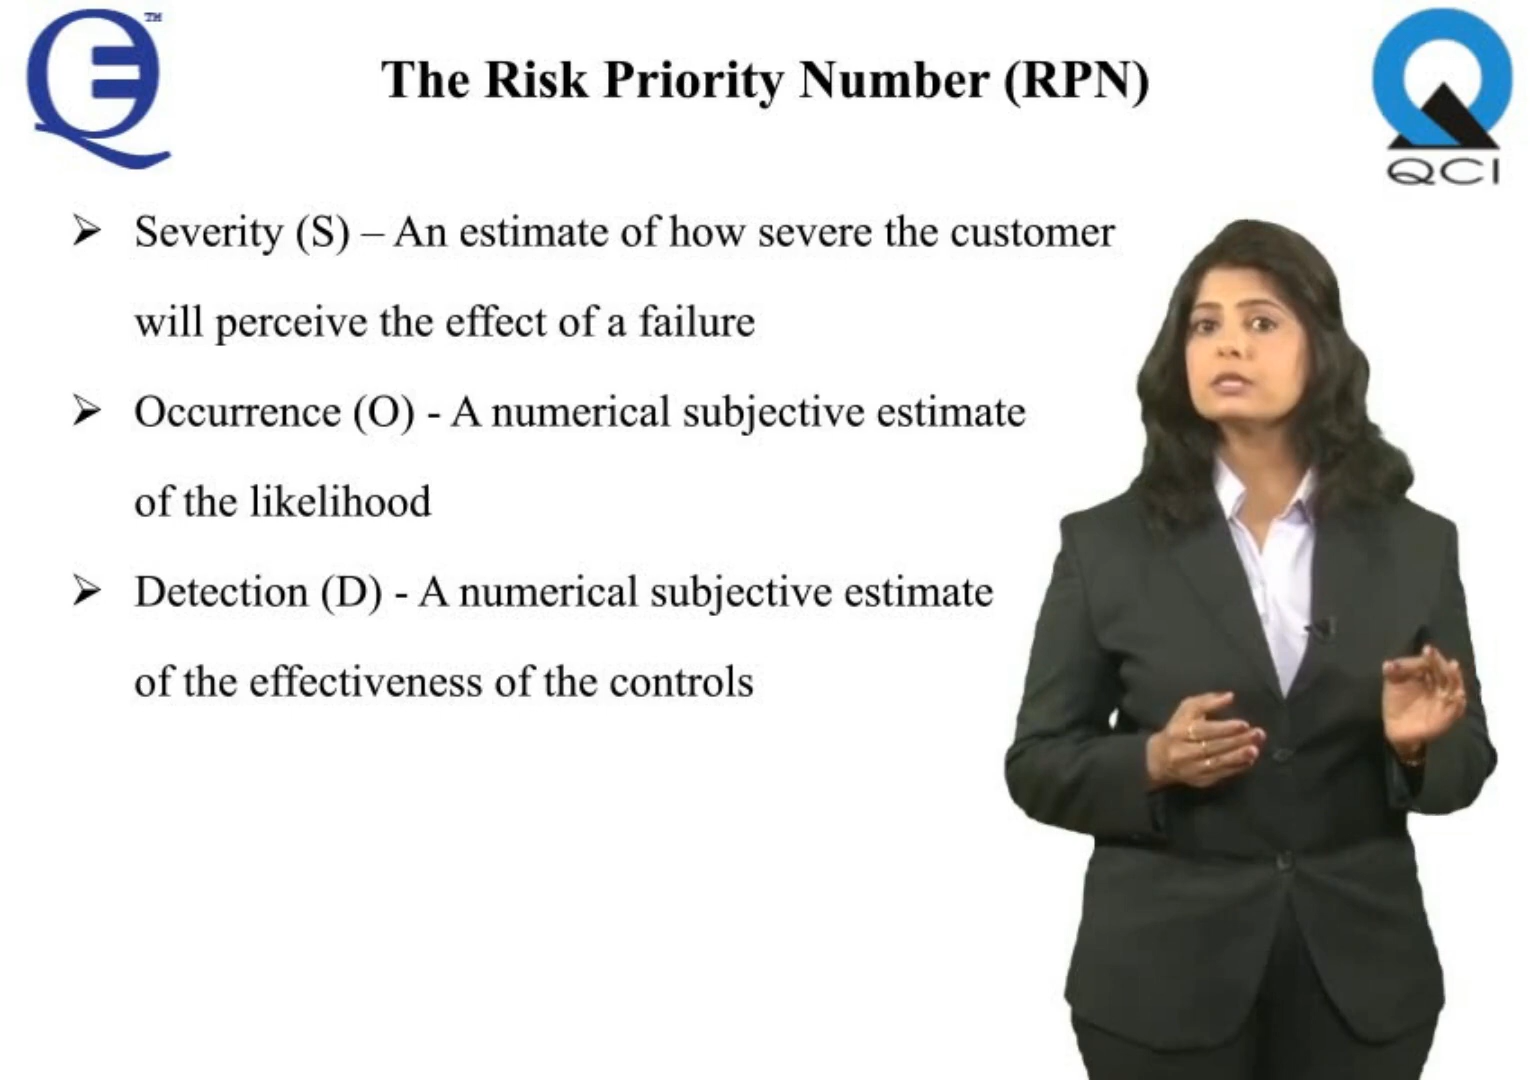 TM
The Risk Priority Number (RPN)
QCI
➢ Severity (S) – An estimate of how severe the customer
will perceive the effect of a failure
➢ Occurrence (O) - A numerical subjective estimate
of the likelihood
➢ Detection (D) - A numerical subjective estimate
of the effectiveness of the controls